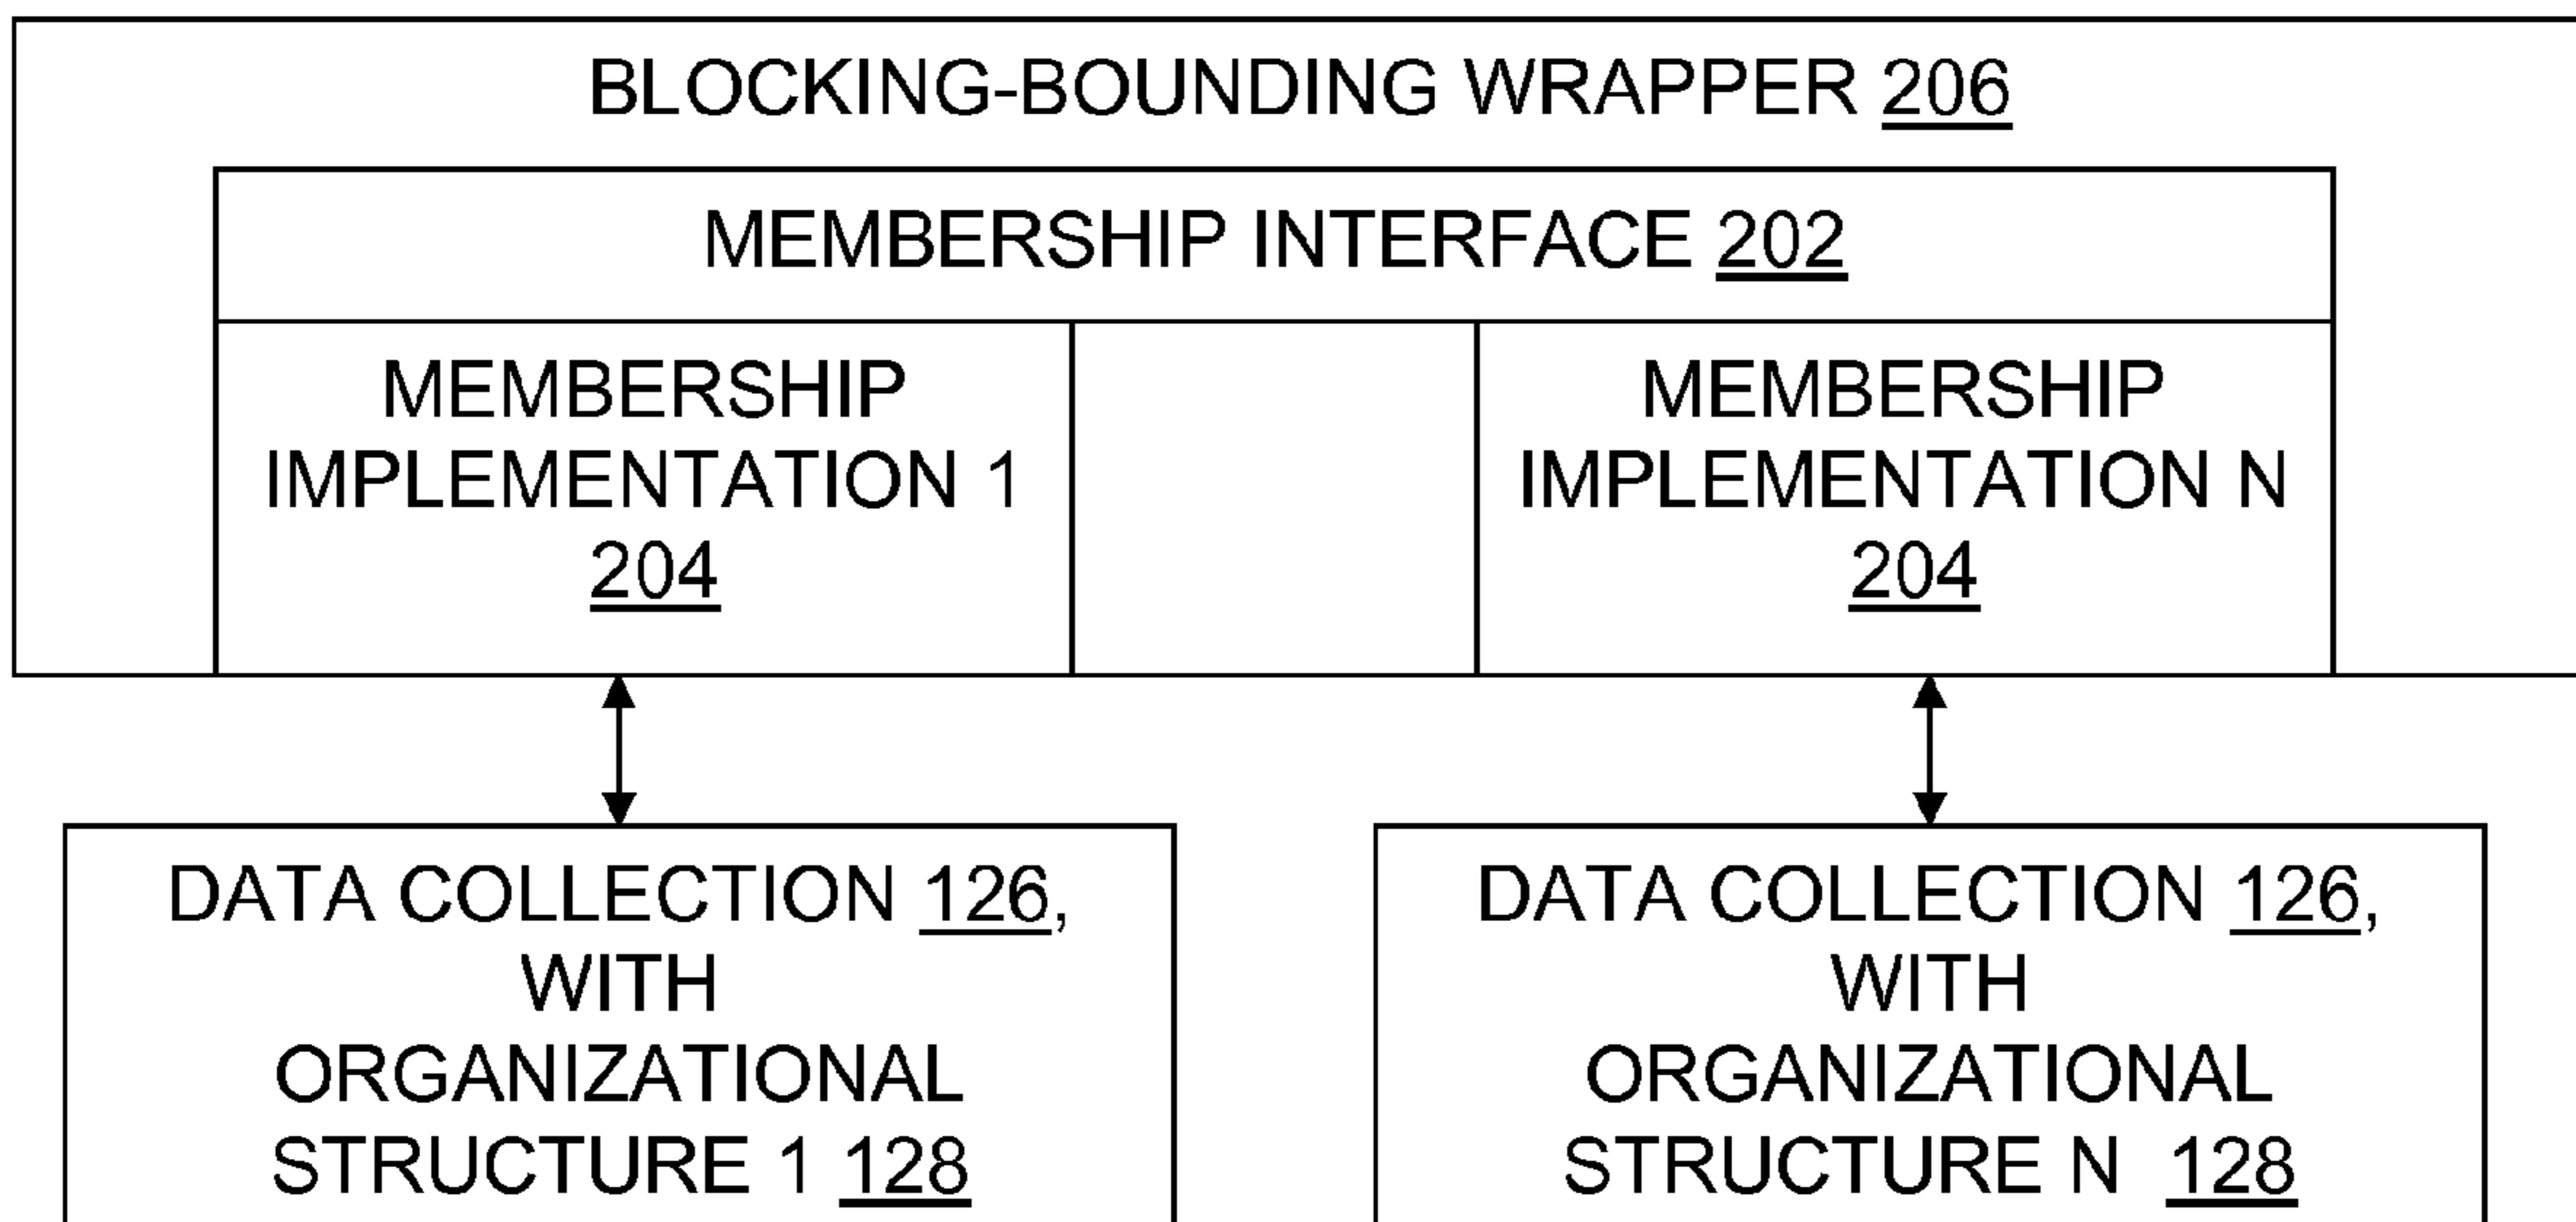 BLOCKING-BOUNDING WRAPPER 206
MEMBERSHIP INTERFACE 202
MEMBERSHIP
IMPLEMENTATION 1
204
MEMBERSHIP
IMPLEMENTATION N
204
DATA COLLECTION 126,
WITH
ORGANIZATIONAL
STRUCTURE 1 128
DATA COLLECTION 126,
WITH
ORGANIZATIONAL
STRUCTURE N 128